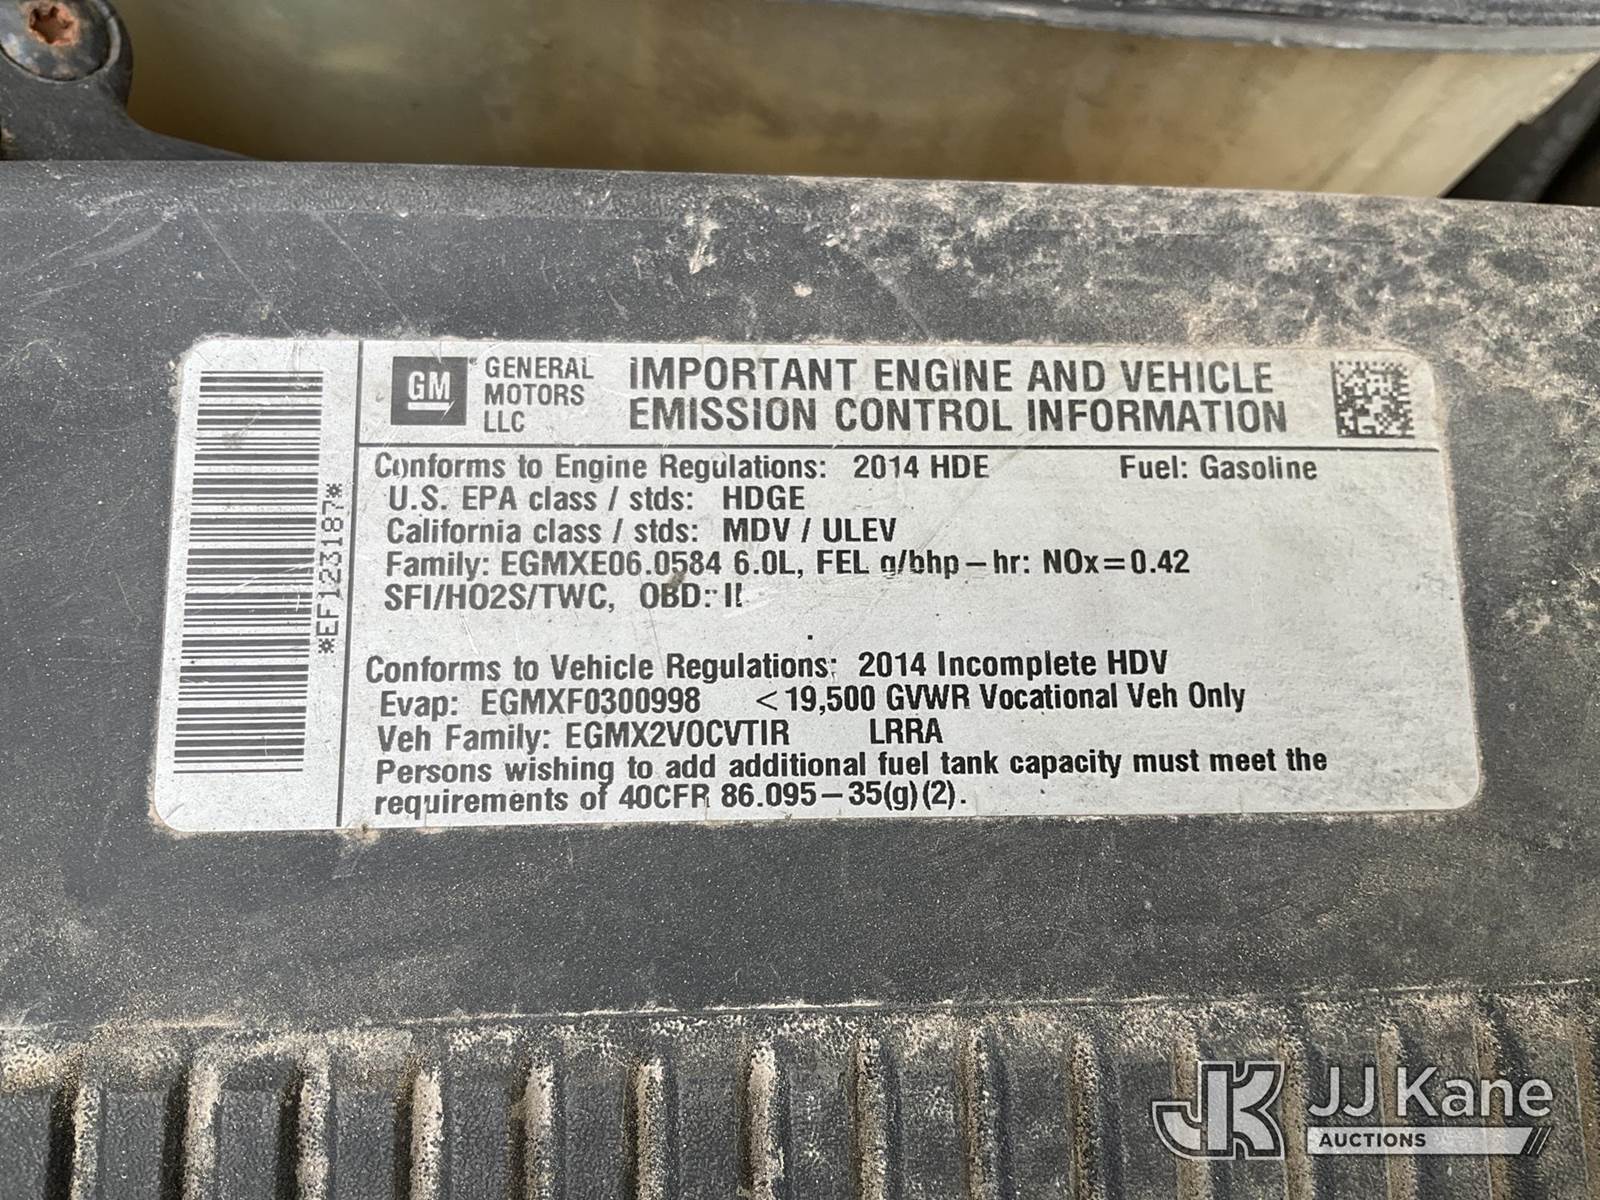 *EF123187*
GM GENERAL MOTORS LLC
IMPORTANT ENGINE AND VEHICLE
EMISSION CONTROL INFORMATION
Conforms to Engine Regulations: 2014 HDE Fuel: Gasoline
U.S. EPA class / stds: HDGE
California class / stds: MDV / ULEV
Family: EGMXE06.0584 6.0L, FEL g/bhp-hr: NOx=0.42
SFI/HO2S/TWC, OBD: II
Conforms to Vehicle Regulations: 2014 Incomplete HDV
Evap: EGMXF0300998 <19,500 GVWR Vocational Veh Only
Veh Family: EGMX2VOCVTIR LRRA
Persons wishing to add additional fuel tank capacity must meet the
requirements of 40CFR 86.095-35(g)(2).
JK JJ Kane
AUCTIONS